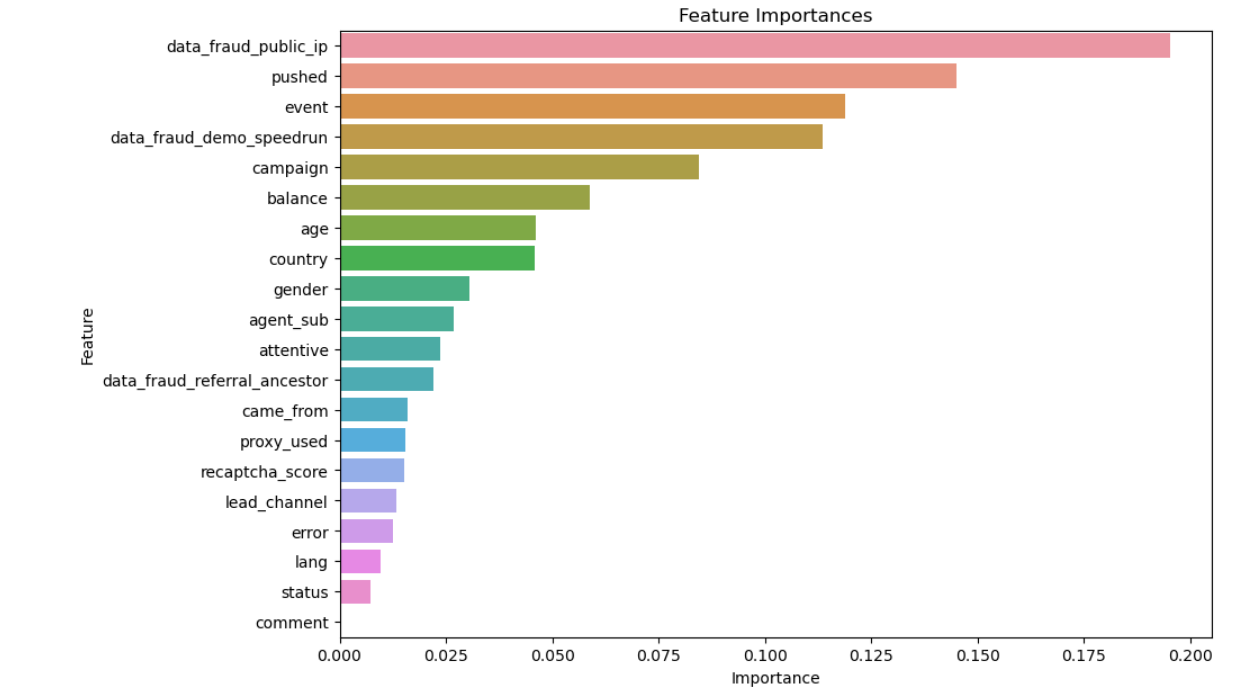 Feature Importances
data_fraud_public_ip
pushed
event
data_fraud_demo_speedrun
campaign
balance
age
country
gender
agent_sub
attentive
data_fraud_referral_ancestor
came_from
proxy_used
recaptcha_score
lead_channel
error
lang
status
comment
Feature
0.000 0.025 0.050 0.075 0.100 0.125 0.150 0.175 0.200
Importance